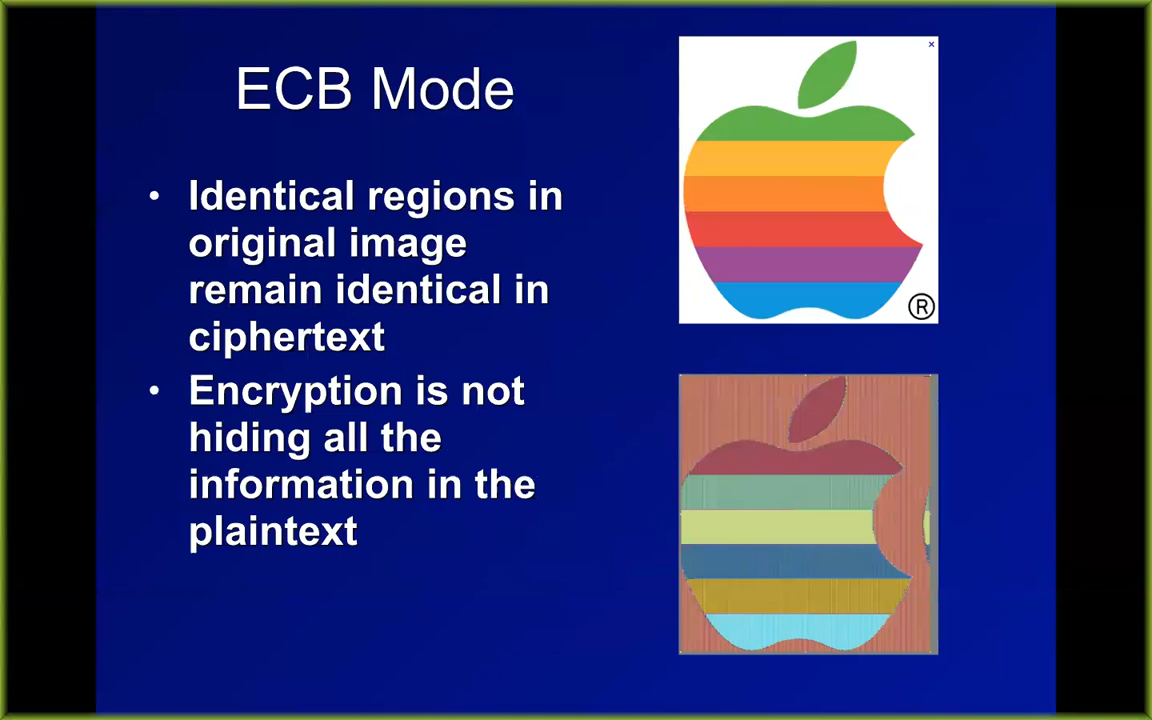 ECB Mode
• Identical regions in
original image
remain identical in
ciphertext
• Encryption is not
hiding all the
information in the
plaintext
×
®